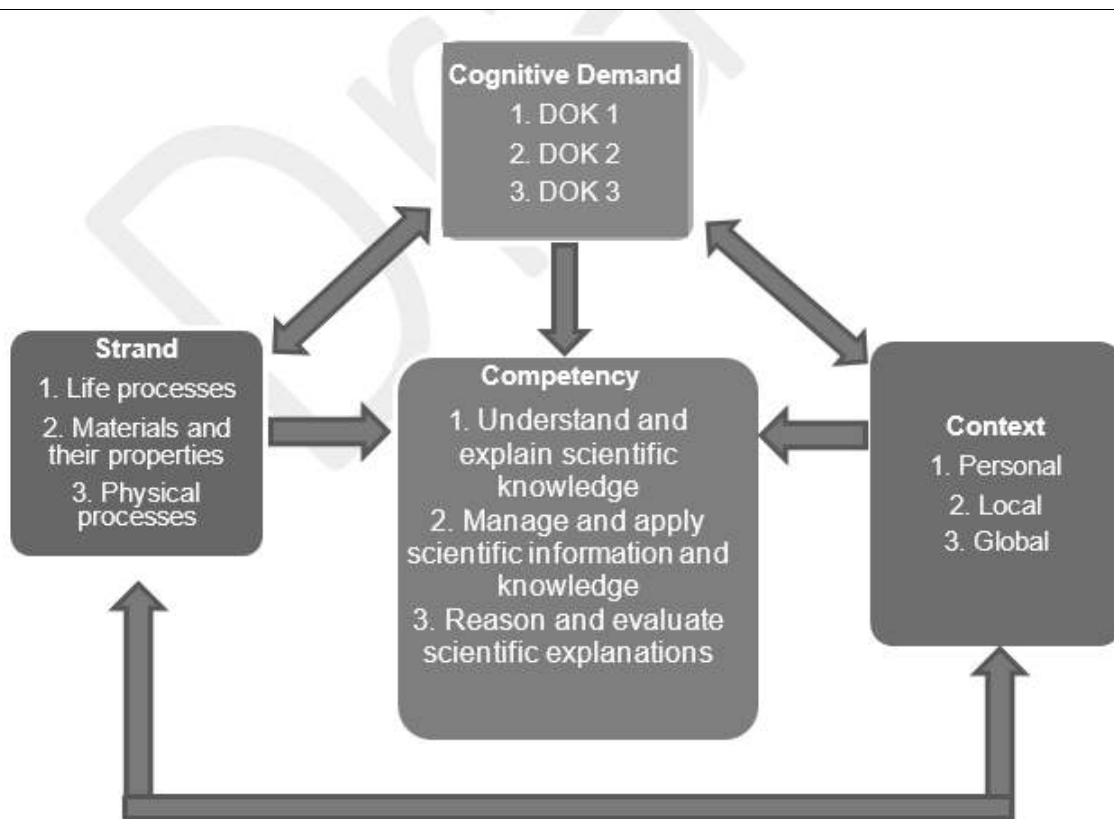 Cognitive Demand
1. DOK 1
2. DOK 2
3. DOK 3
Strand
1. Life processes
2. Materials and
their properties
3. Physical
processes
Competency
1. Understand and
explain scientific
knowledge
2. Manage and apply
scientific information and
knowledge
3. Reason and evaluate
scientific explanations
Context
1. Personal
2. Local
3. Global